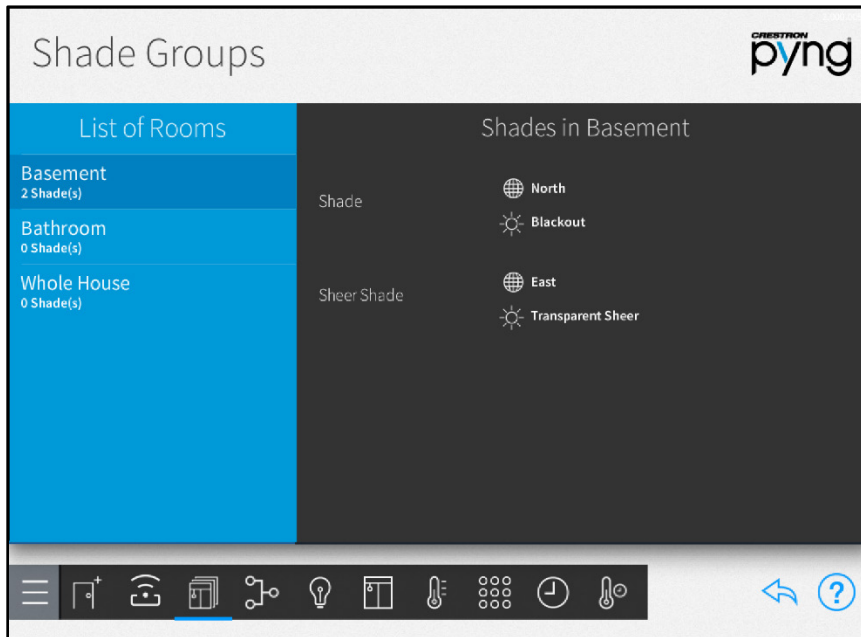 Shade Groups
CRESTRON
pyng
List of Rooms
Basement
2 Shade(s)
Bathroom
0 Shade(s)
Whole House
0 Shade(s)
Shades in Basement
Shade
North
Blackout
Sheer Shade
East
Transparent Sheer
?